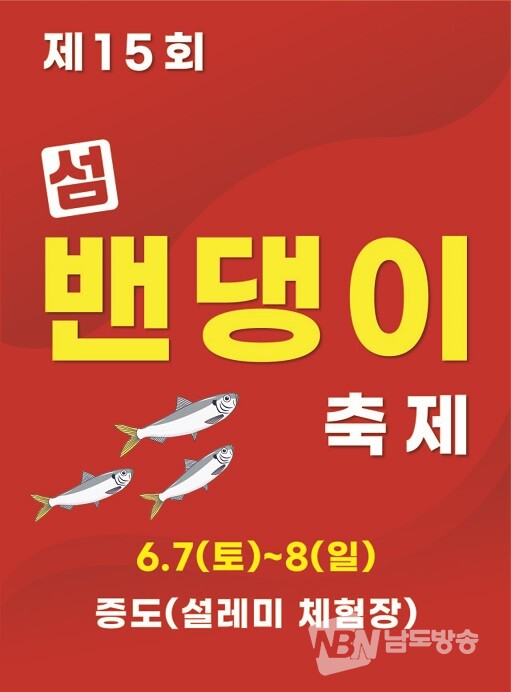 제15회
섬
밴댕이
축제
6.7(토)~8(일)
증도(설레미 체험장)
NBN 남도방송